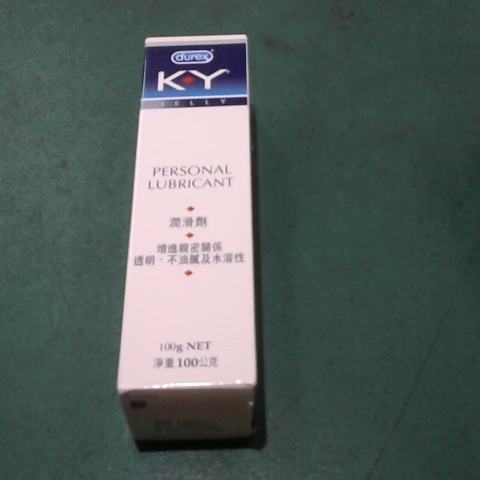 durex
K•Y
JELLY
PERSONAL
LUBRICANT
潤滑劑
增進親密關係
透明、不油膩及水溶性
100g NET
淨重100公克